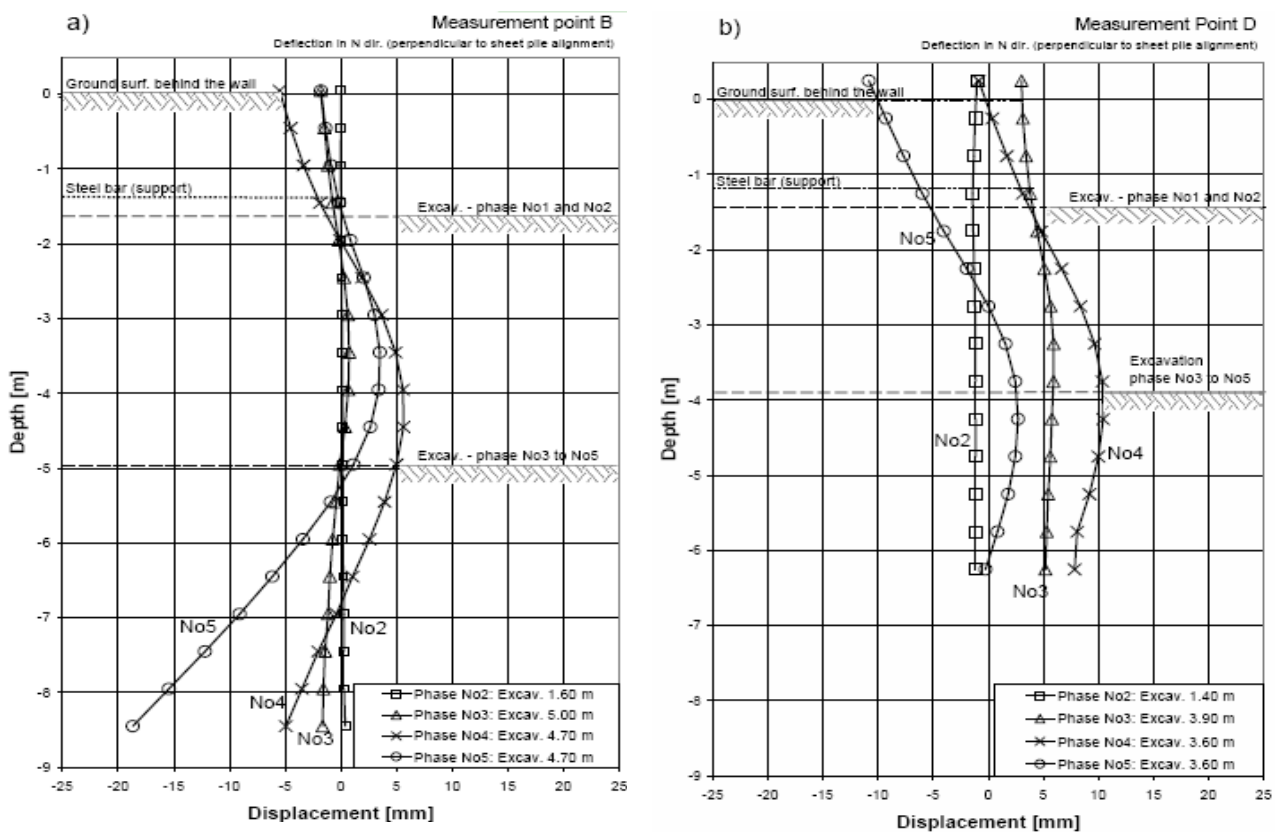 a)
Measurement point B
Deflection in N dir. (perpendicular to sheet pile alignment)
Ground surf. behind the wall
Steel bar (support)
Excav. - phase No1 and No2
Excav. - phase No3 to No5
No5
No2
No4
No3
Phase No2: Excav. 1.60 m
Phase No3: Excav. 5.00 m
Phase No4: Excav. 4.70 m
Phase No5: Excav. 4.70 m
0
-1
-2
-3
-4
-5
-6
-7
-8
-9
Depth [m]
-25 -20 -15 -10 -5 0 5 10 15 20 25
Displacement [mm]
b)
Measurement Point D
Deflection in N dir. (perpendicular to sheet pile alignment)
Ground surf. behind the wall
Steel bar (support)
Excav. - phase No1 and No2
No5
Excavation
phase No3 to No5
No2
No4
No3
Phase No2: Excav. 1.40 m
Phase No3: Excav. 3.90 m
Phase No4: Excav. 3.60 m
Phase No5: Excav. 3.60 m
0
-1
-2
-3
-4
-5
-6
-7
-8
-9
Depth [m]
-25 -20 -15 -10 -5 0 5 10 15 20 25
Displacement [mm]